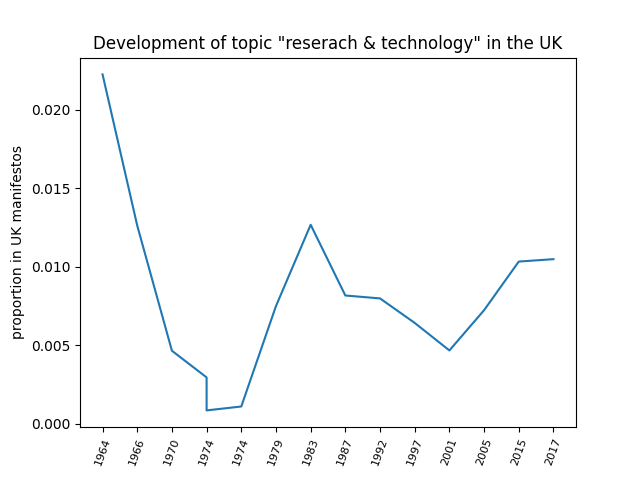 Development of topic "reserach & technology" in the UK
proportion in UK manifestos
0.020
0.015
0.010
0.005
0.000
1964 1966 1970 1974 1974 1979 1983 1987 1992 1997 2001 2005 2015 2017